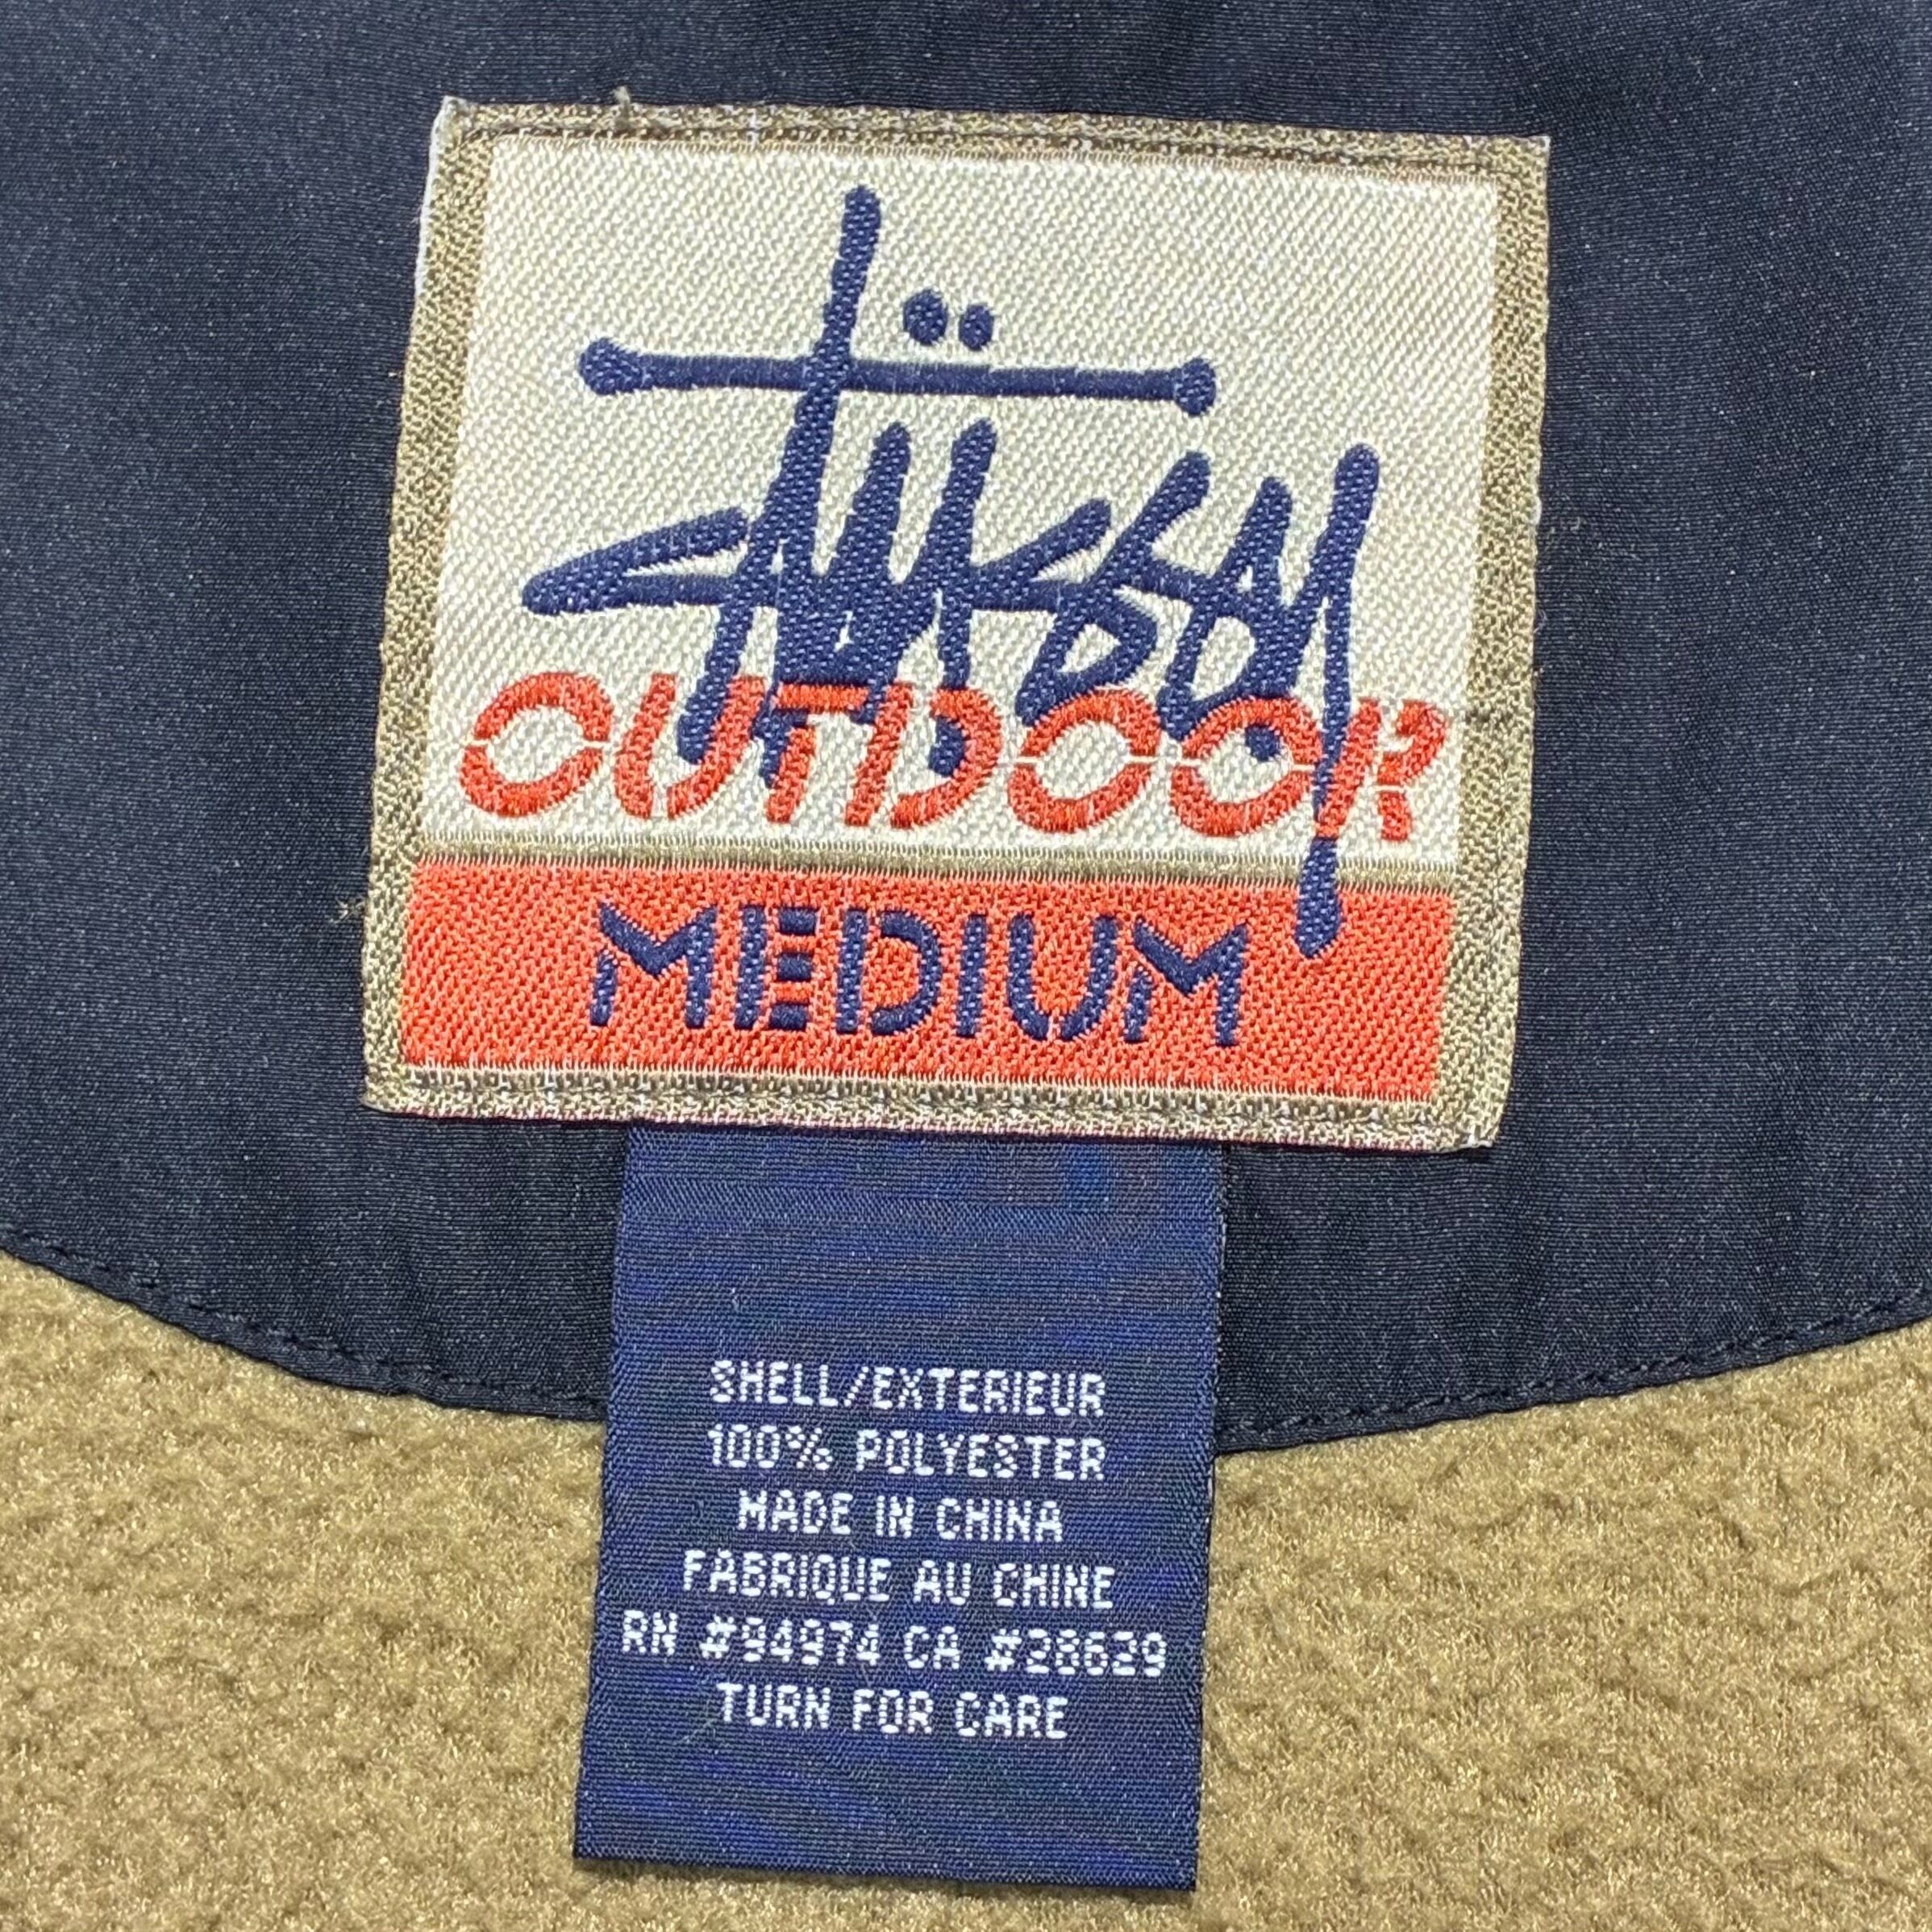 Stüssy
OUTDOOR
MEDIUM
SHELL/EXTERIEUR
100% POLYESTER
MADE IN CHINA
FABRIQUE AU CHINE
RN #94974 CA #28629
TURN FOR CARE